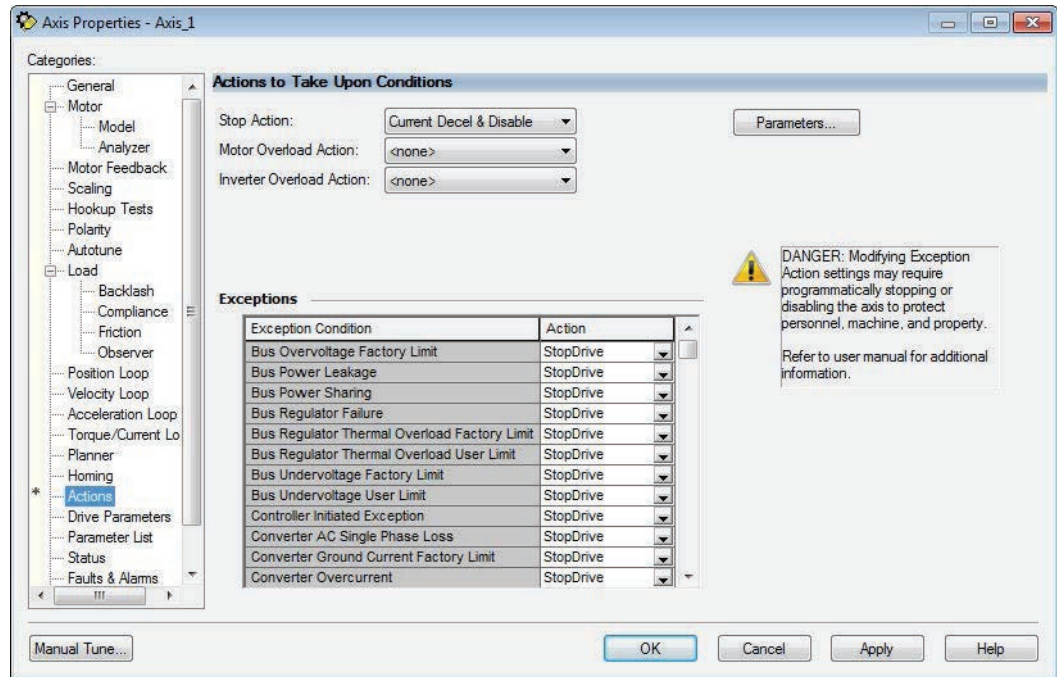 Axis Properties - Axis_1
Categories:
General
Motor
Model
Analyzer
Motor Feedback
Scaling
Hookup Tests
Polarity
Autotune
Load
Backlash
Compliance
Friction
Observer
Position Loop
Velocity Loop
Acceleration Loop
Torque/Current Lo
Planner
Homing
* Actions
Drive Parameters
Parameter List
Status
Faults & Alarms
Actions to Take Upon Conditions
Stop Action: Current Decel & Disable
Parameters...
Motor Overload Action: <none>
Inverter Overload Action: <none>
DANGER: Modifying Exception
Action settings may require
programmatically stopping or
disabling the axis to protect
personnel, machine, and property.
Refer to user manual for additional
information.
Exceptions
Exception Condition Action
Bus Overvoltage Factory Limit StopDrive
Bus Power Leakage StopDrive
Bus Power Sharing StopDrive
Bus Regulator Failure StopDrive
Bus Regulator Thermal Overload Factory Limit StopDrive
Bus Regulator Thermal Overload User Limit StopDrive
Bus Undervoltage Factory Limit StopDrive
Bus Undervoltage User Limit StopDrive
Controller Initiated Exception StopDrive
Converter AC Single Phase Loss StopDrive
Converter Ground Current Factory Limit StopDrive
Converter Overcurrent StopDrive
Manual Tune... OK Cancel Apply Help